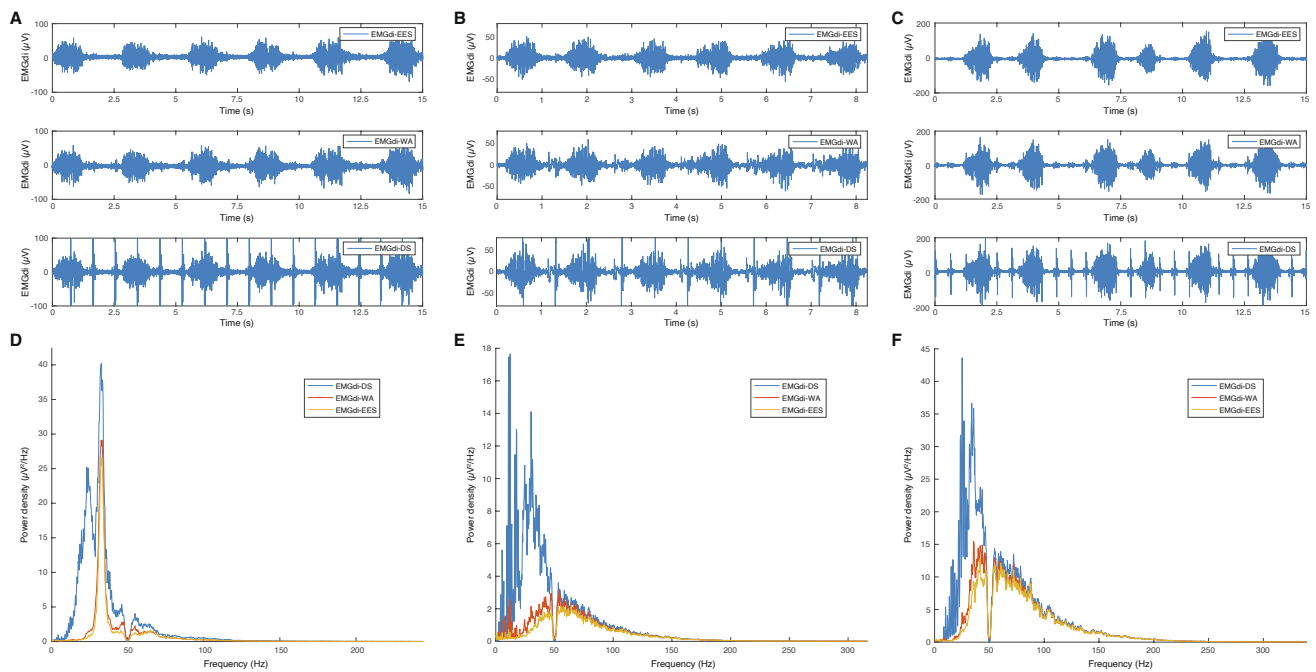 A
EMGdi (µV)
100
0
-100
EMGdi-EES
0 2.5 5 7.5 10 12.5 15
Time (s)
EMGdi (µV)
100
0
-100
EMGdi-WA
0 2.5 5 7.5 10 12.5 15
Time (s)
EMGdi (µV)
100
50
0
-50
-100
EMGdi-DS
0 2.5 5 7.5 10 12.5 15
Time (s)
B
EMGdi (µV)
50
0
-50
EMGdi-EES
0 1 2 3 4 5 6 7 8
Time (s)
EMGdi (µV)
50
0
-50
EMGdi-WA
0 1 2 3 4 5 6 7 8
Time (s)
EMGdi (µV)
50
0
-50
EMGdi-DS
0 1 2 3 4 5 6 7 8
Time (s)
C
EMGdi (µV)
200
0
-200
EMGdi-EES
0 2.5 5 7.5 10 12.5 15
Time (s)
EMGdi (µV)
200
0
-200
EMGdi-WA
0 2.5 5 7.5 10 12.5 15
Time (s)
EMGdi (µV)
200
0
-200
EMGdi-DS
0 2.5 5 7.5 10 12.5 15
Time (s)
D
Power density (µV²/Hz)
40
35
30
25
20
15
10
5
0
EMGdi-DS
EMGdi-WA
EMGdi-EES
0 50 100 150 200
Frequency (Hz)
E
Power density (µV²/Hz)
18
16
14
12
10
8
6
4
2
0
EMGdi-DS
EMGdi-WA
EMGdi-EES
0 50 100 150 200 250 300
Frequency (Hz)
F
Power density (µV²/Hz)
45
40
35
30
25
20
15
10
5
0
EMGdi-DS
EMGdi-WA
EMGdi-EES
0 50 100 150 200 250 300
Frequency (Hz)